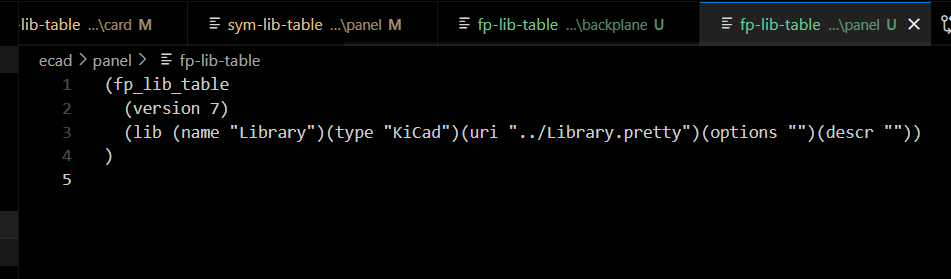 -lib-table ...\card M sym-lib-table ...\panel M fp-lib-table ...\backplane U fp-lib-table ...\panel U
ecad > panel > fp-lib-table
1 (fp_lib_table
2 (version 7)
3 (lib (name "Library")(type "KiCad")(uri "../Library.pretty")(options "")(descr ""))
4 )
5